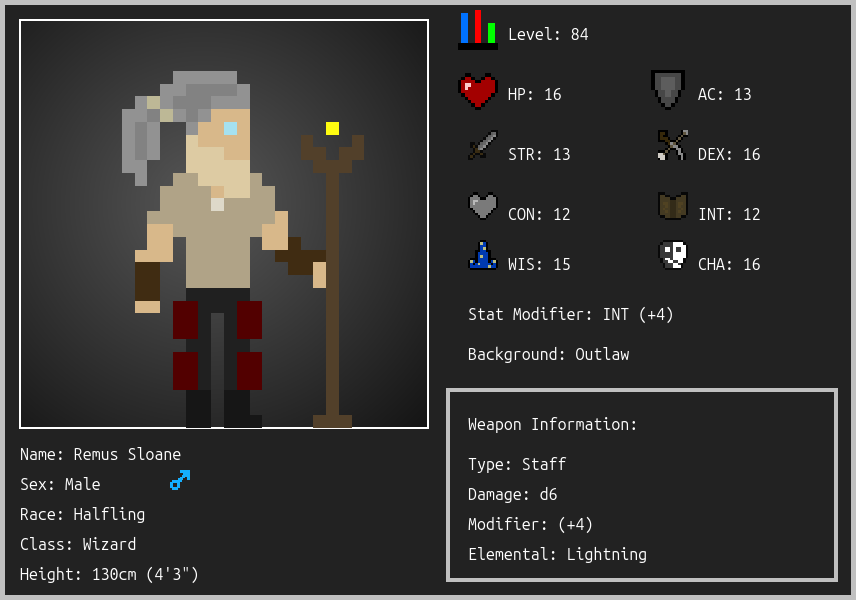 Level: 84
HP: 16
AC: 13
STR: 13
DEX: 16
CON: 12
INT: 12
WIS: 15
CHA: 16
Stat Modifier: INT (+4)
Background: Outlaw
Weapon Information:
Type: Staff
Damage: d6
Modifier: (+4)
Elemental: Lightning
Name: Remus Sloane
Sex: Male
Race: Halfling
Class: Wizard
Height: 130cm (4'3")